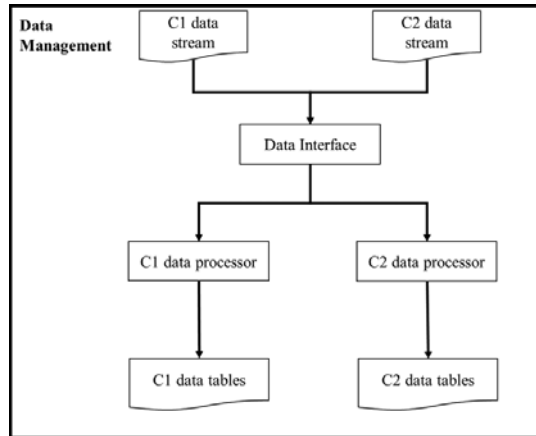 Data
Management
C1 data
stream
C2 data
stream
Data Interface
C1 data processor
C2 data processor
C1 data tables
C2 data tables